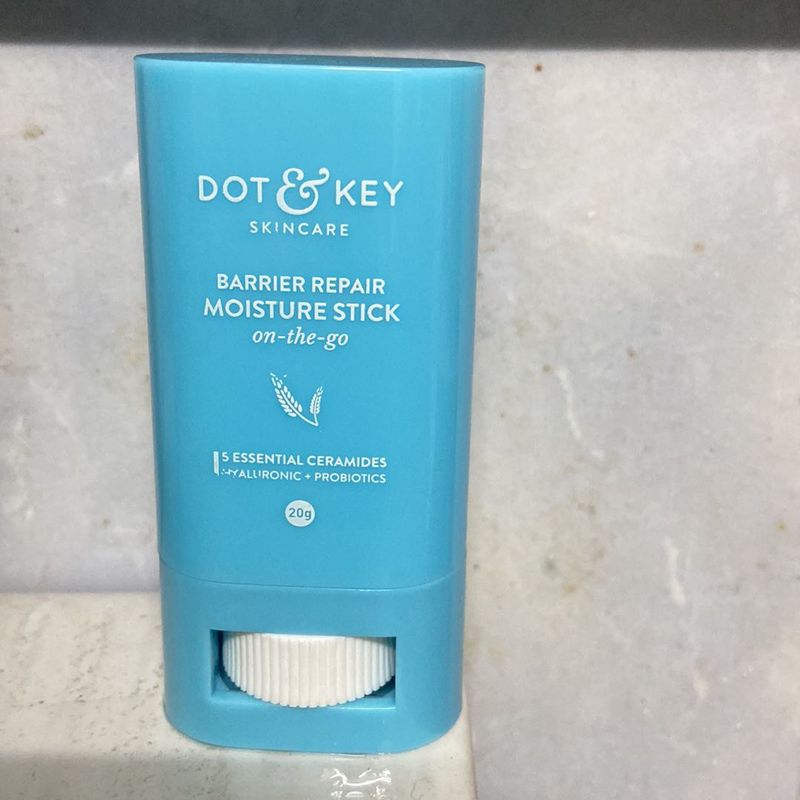 DOT & KEY
SKINCARE
BARRIER REPAIR
MOISTURE STICK
on-the-go
5 ESSENTIAL CERAMIDES
HYALURONIC + PROBIOTICS
20g